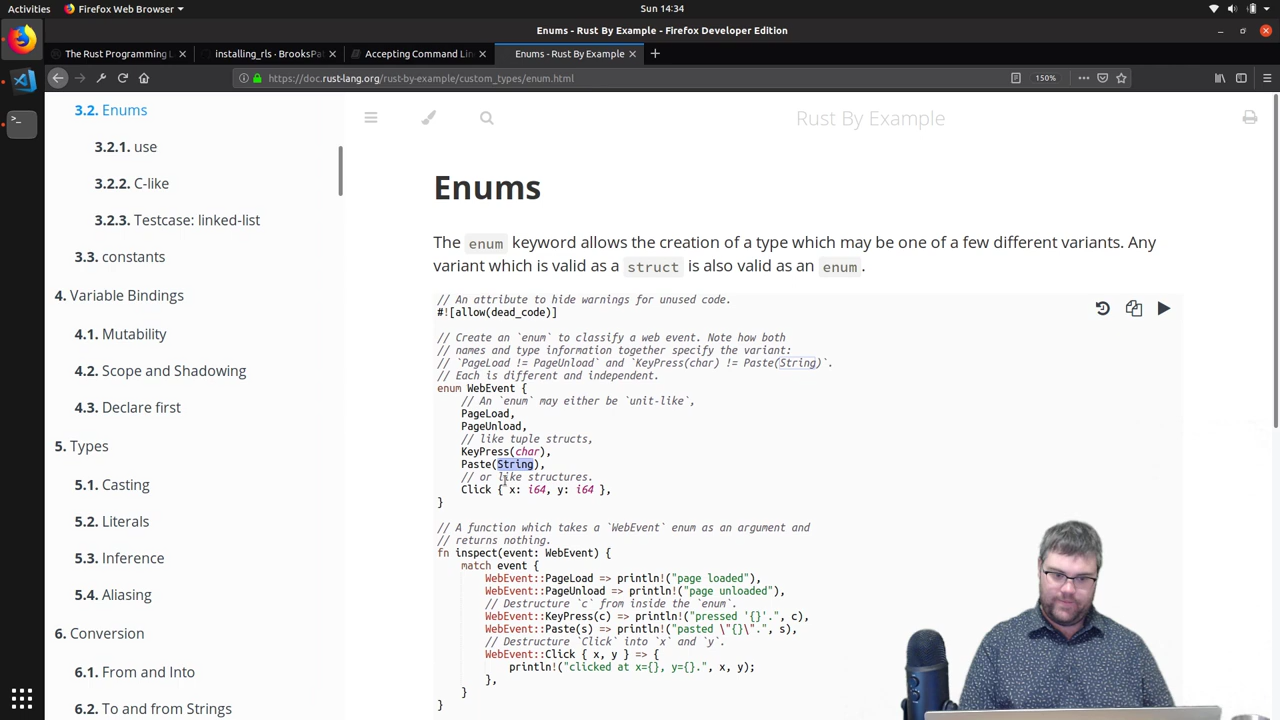 Activities
Firefox Web Browser
Sun 14:34
Enums - Rust By Example - Firefox Developer Edition
The Rust Programming L
installing_rls - BrooksPa
Accepting Command Lin
Enums - Rust By Example
https://doc.rust-lang.org/rust-by-example/custom_types/enum.html
150%
3.2. Enums
3.2.1. use
3.2.2. C-like
3.2.3. Testcase: linked-list
3.3. constants
4. Variable Bindings
4.1. Mutability
4.2. Scope and Shadowing
4.3. Declare first
5. Types
5.1. Casting
5.2. Literals
5.3. Inference
5.4. Aliasing
6. Conversion
6.1. From and Into
6.2. To and from Strings
Rust By Example
Enums
The enum keyword allows the creation of a type which may be one of a few different variants. Any
variant which is valid as a struct is also valid as an enum.
// An attribute to hide warnings for unused code.
#![allow(dead_code)]
// Create an `enum` to classify a web event. Note how both
// names and type information together specify the variant:
// `PageLoad != PageUnload` and `KeyPress(char) != Paste(String)`.
// Each is different and independent.
enum WebEvent {
// An `enum` may either be `unit-like`,
PageLoad,
PageUnload,
// like tuple structs,
KeyPress(char),
Paste(String),
// or like structures.
Click { x: i64, y: i64 },
}
// A function which takes a `WebEvent` enum as an argument and
// returns nothing.
fn inspect(event: WebEvent) {
match event {
WebEvent::PageLoad => println!("page loaded"),
WebEvent::PageUnload => println!("page unloaded"),
// Destructure `c` from inside the `enum`.
WebEvent::KeyPress(c) => println!("pressed '{}'.", c),
WebEvent::Paste(s) => println!("pasted \"{}\".", s),
// Destructure `Click` into `x` and `y`.
WebEvent::Click { x, y } => {
println!("clicked at x={}, y={}.", x, y);
},
}
}